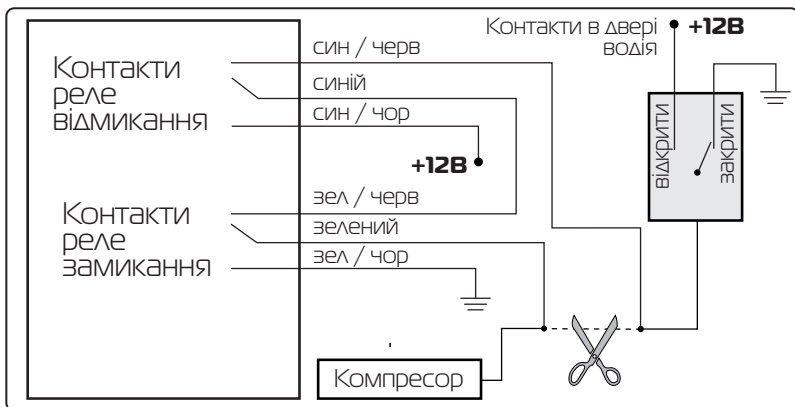 Контакти
реле
відмикання
син / черв
синій
син / чор
+12В
Контакти
реле
замикання
зел / черв
зелений
зел / чор
Компресор
Контакти в двері
водія
+12В
відкрити
закрити